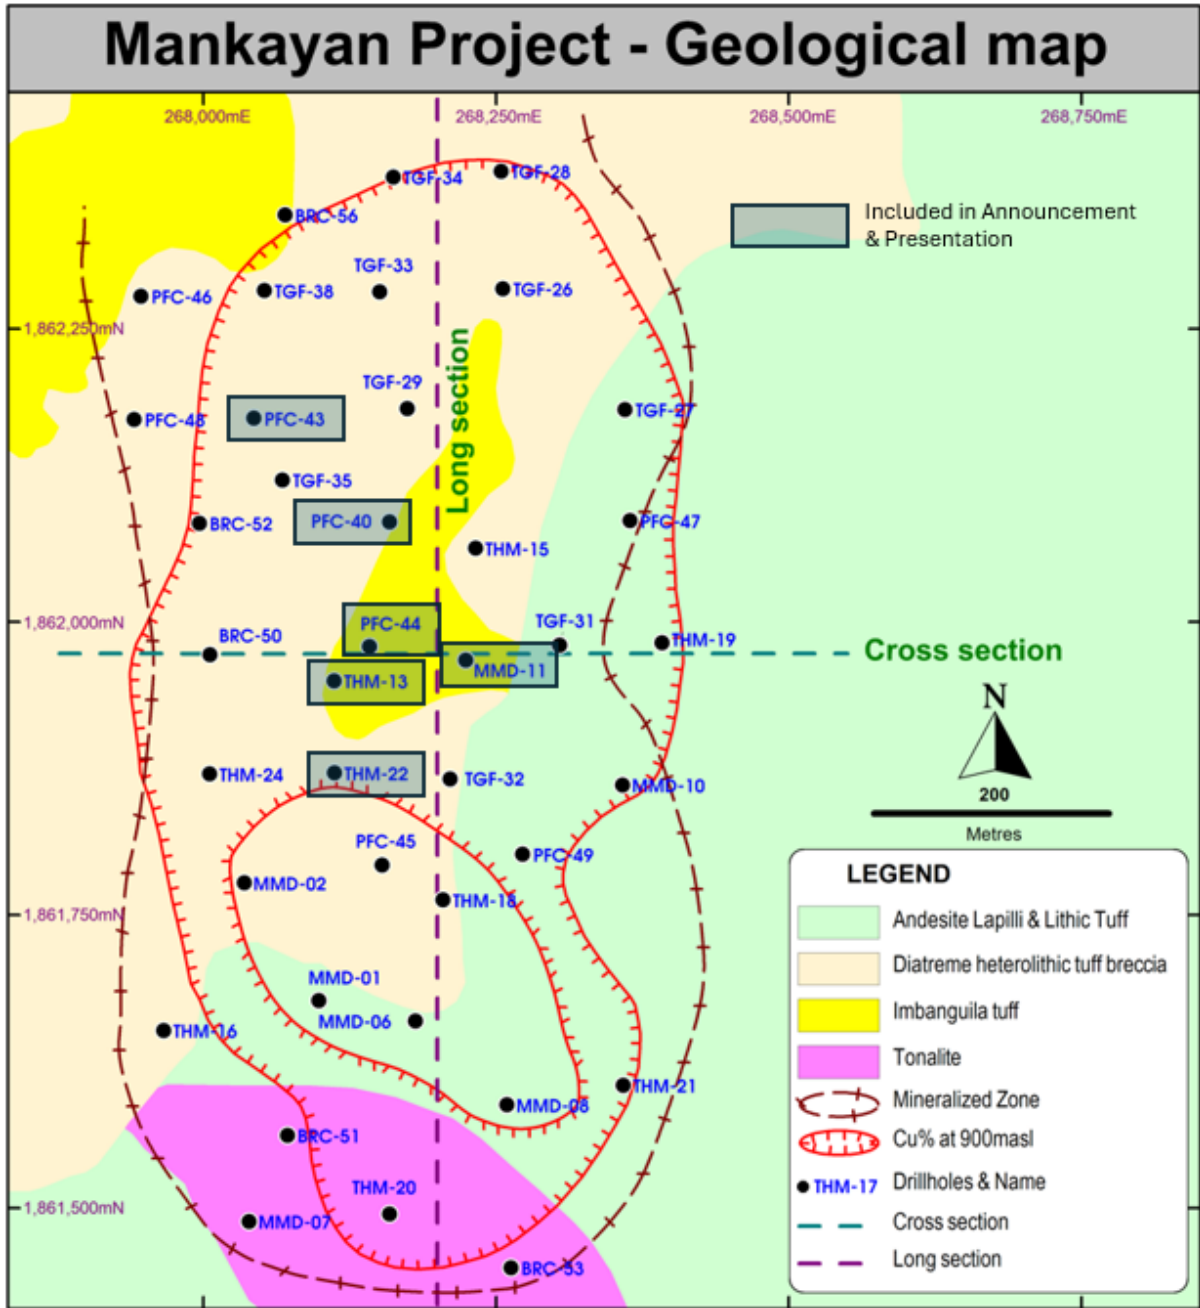 Mankayan Project - Geological map
268,000mE
268,250mE
268,500mE
268,750mE
TGF-34
TGF-28
BRC-56
Included in Announcement
& Presentation
TGF-33
PFC-46
TGF-38
TGF-26
1,862,250mN
Long section
TGF-29
PFC-48
PFC-43
TGF-27
TGF-35
BRC-52
PFC-40
PFC-47
THM-15
1,862,000mN
BRC-50
PFC-44
TGF-31
THM-19
Cross section
MMD-11
THM-13
N
THM-24
THM-22
TGF-32
MMD-10
200
Metres
PFC-45
PFC-49
MMD-02
THM-18
1,861,750mN
MMD-01
MMD-06
THM-16
THM-21
MMD-08
BRC-51
THM-20
1,861,500mN
MMD-07
BRC-53
LEGEND
Andesite Lapilli & Lithic Tuff
Diatreme heterolithic tuff breccia
Imbanguila tuff
Tonalite
Mineralized Zone
Cu% at 900masl
THM-17 Drillholes & Name
Cross section
Long section